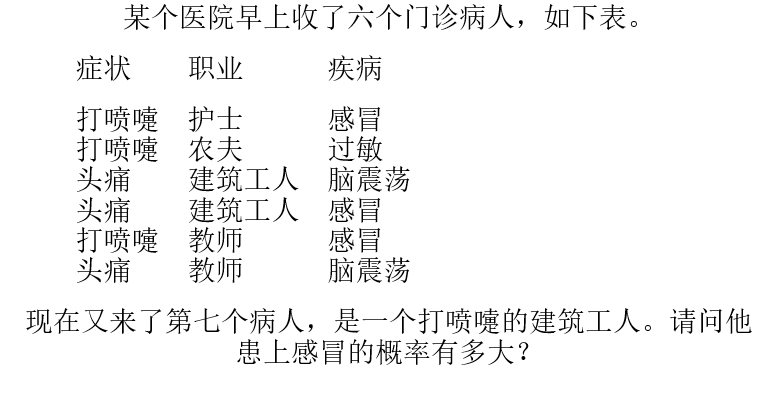 某个医院早上收了六个门诊病人，如下表。
症状 职业 疾病
打喷嚏 护士 感冒
打喷嚏 农夫 过敏
头痛 建筑工人 脑震荡
头痛 建筑工人 感冒
打喷嚏 教师 感冒
头痛 教师 脑震荡
现在又来了第七个病人，是一个打喷嚏的建筑工人。请问他
患上感冒的概率有多大？